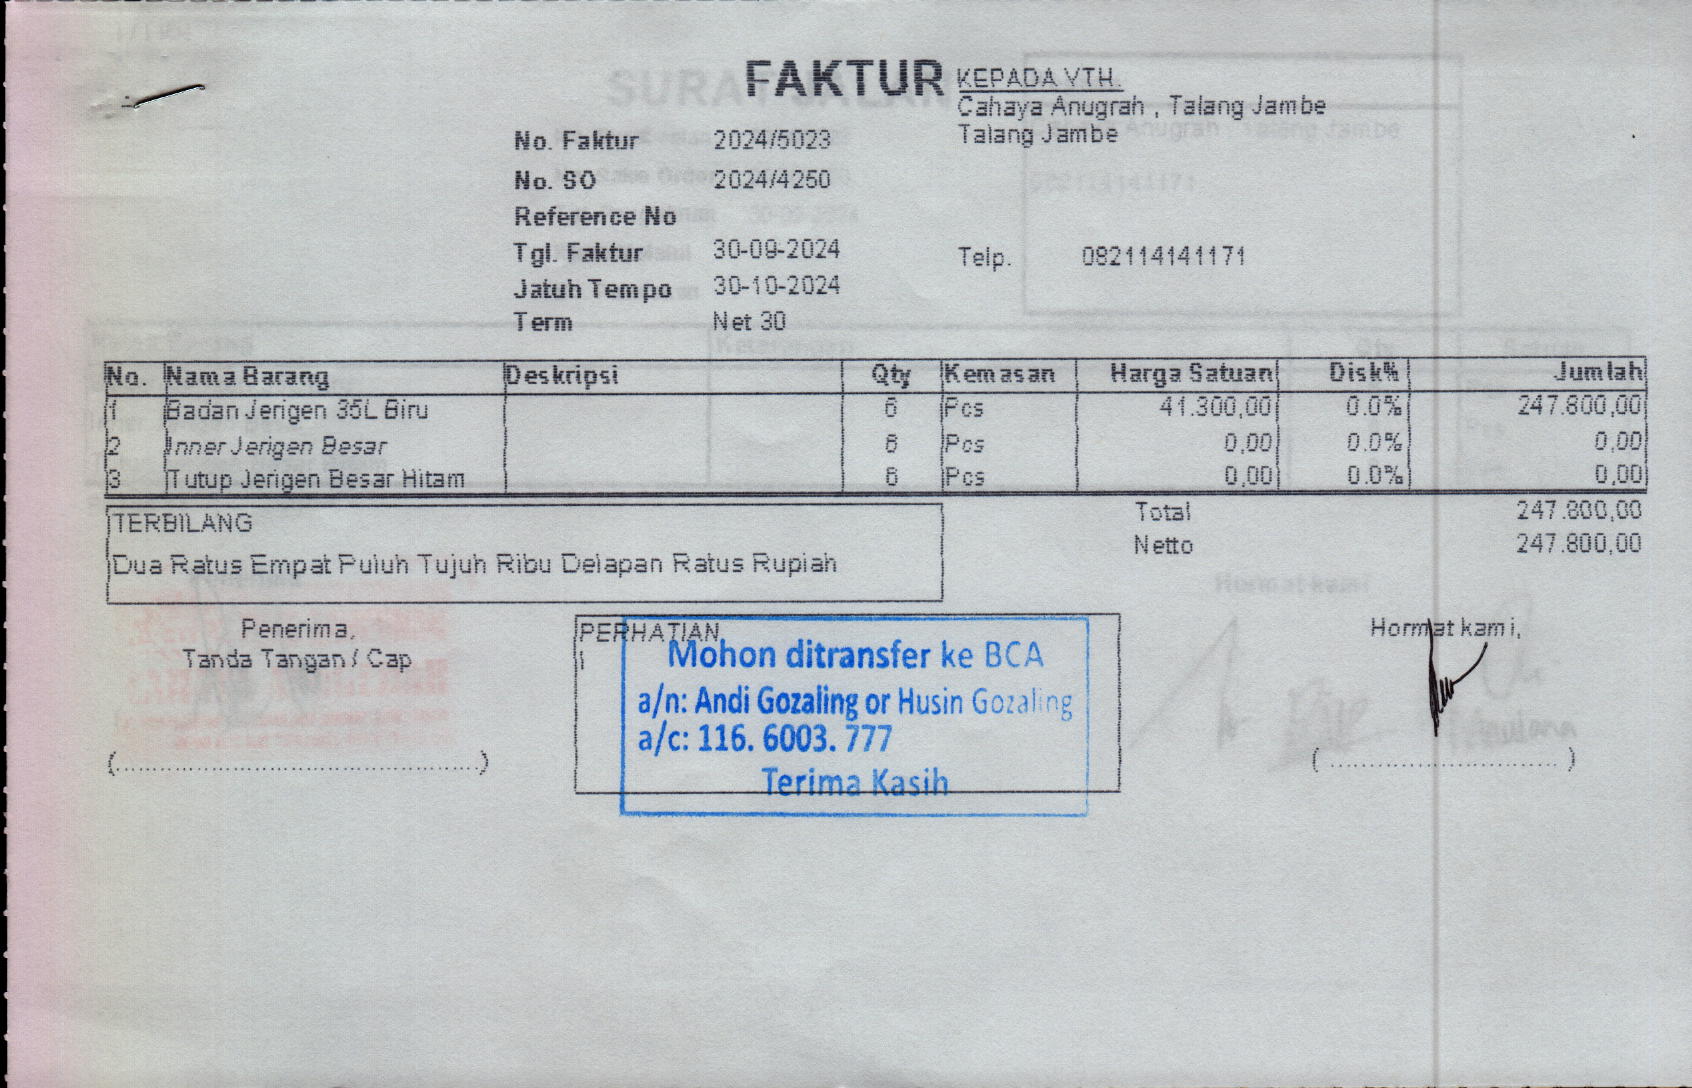 FAKTUR
KEPADA YTH.
Cahaya Anugrah , Talang Jambe
Talang Jambe
No. Faktur 2024/5023
No. SO 2024/4250
Reference No
Tgl. Faktur 30-09-2024
Telp. 082114141171
Jatuh Tempo 30-10-2024
Term Net 30
No. Nama Barang Deskripsi Qty Kemasan Harga Satuan Disk% Jumlah
1 Badan Jerigen 35L Biru 6 Pcs 41.300,00 0.0% 247.800,00
2 Inner Jerigen Besar 6 Pcs 0,00 0.0% 0,00
3 Tutup Jerigen Besar Hitam 6 Pcs 0,00 0.0% 0,00
Total 247.800,00
Netto 247.800,00
TERBILANG
Dua Ratus Empat Puluh Tujuh Ribu Delapan Ratus Rupiah
Penerima,
Tanda Tangan / Cap
(..................................................)
PERHATIAN
Mohon ditransfer ke BCA
a/n: Andi Gozaling or Husin Gozaling
a/c: 116. 6003. 777
Terima Kasih
Hormat kami,
(................................)
SURAT JALAN